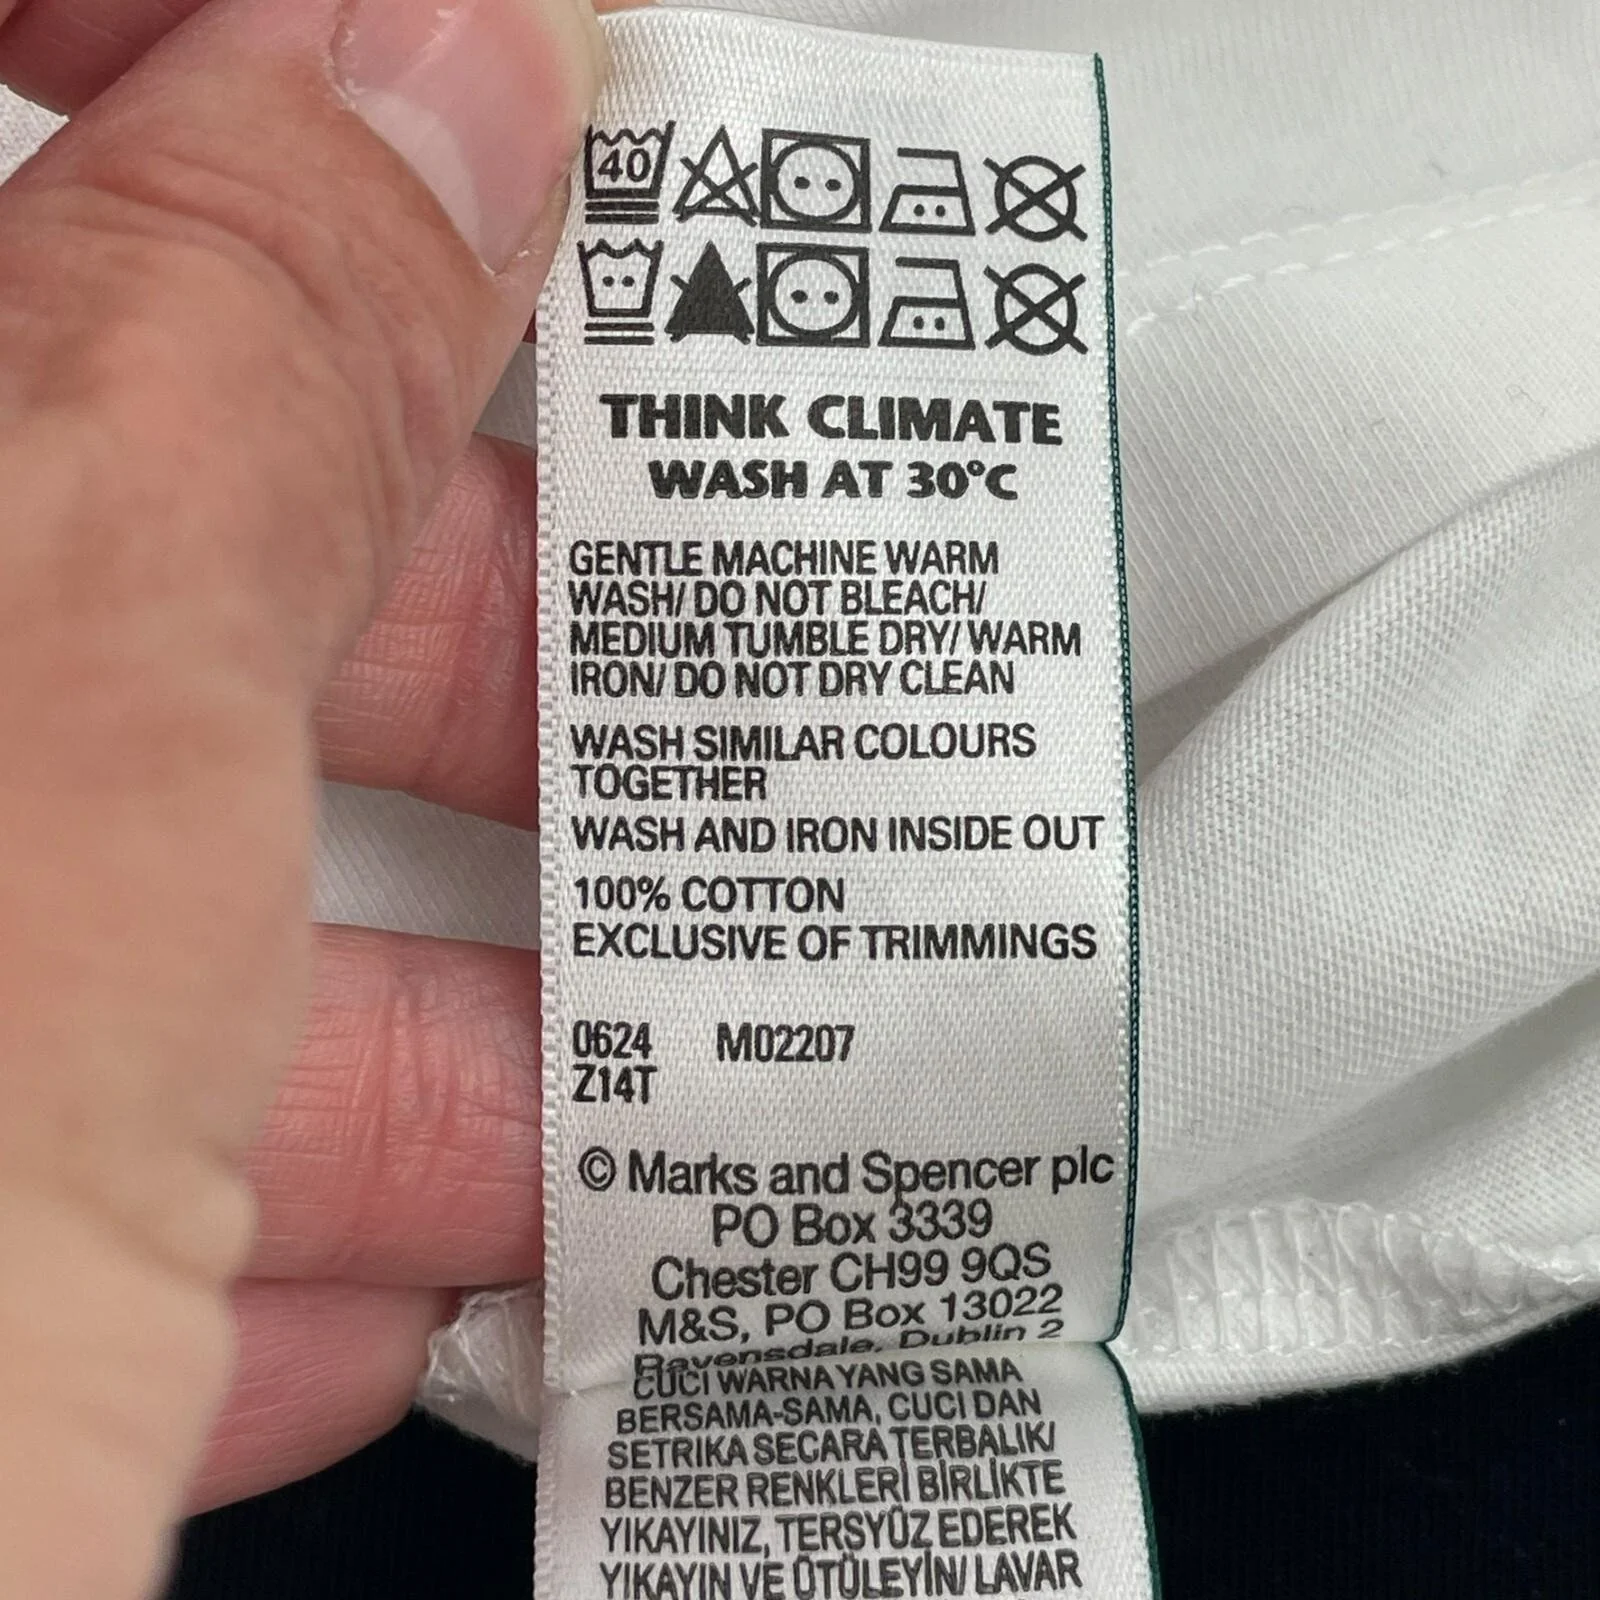 40
THINK CLIMATE
WASH AT 30°C
GENTLE MACHINE WARM
WASH/ DO NOT BLEACH/
MEDIUM TUMBLE DRY/ WARM
IRON/ DO NOT DRY CLEAN
WASH SIMILAR COLOURS
TOGETHER
WASH AND IRON INSIDE OUT
100% COTTON
EXCLUSIVE OF TRIMMINGS
0624 M02207
Z14T
© Marks and Spencer plc
PO Box 3339
Chester CH99 9QS
M&S, PO Box 13022
Ravensdale, Dublin 2
CUCI WARNA YANG SAMA
BERSAMA-SAMA, CUCI DAN
SETRIKA SECARA TERBALIK/
BENZER RENKLERİ BİRLİKTE
YIKAYINIZ, TERSYÜZ EDEREK
YIKAYIN VE ÜTÜLEYİN/ LAVAR